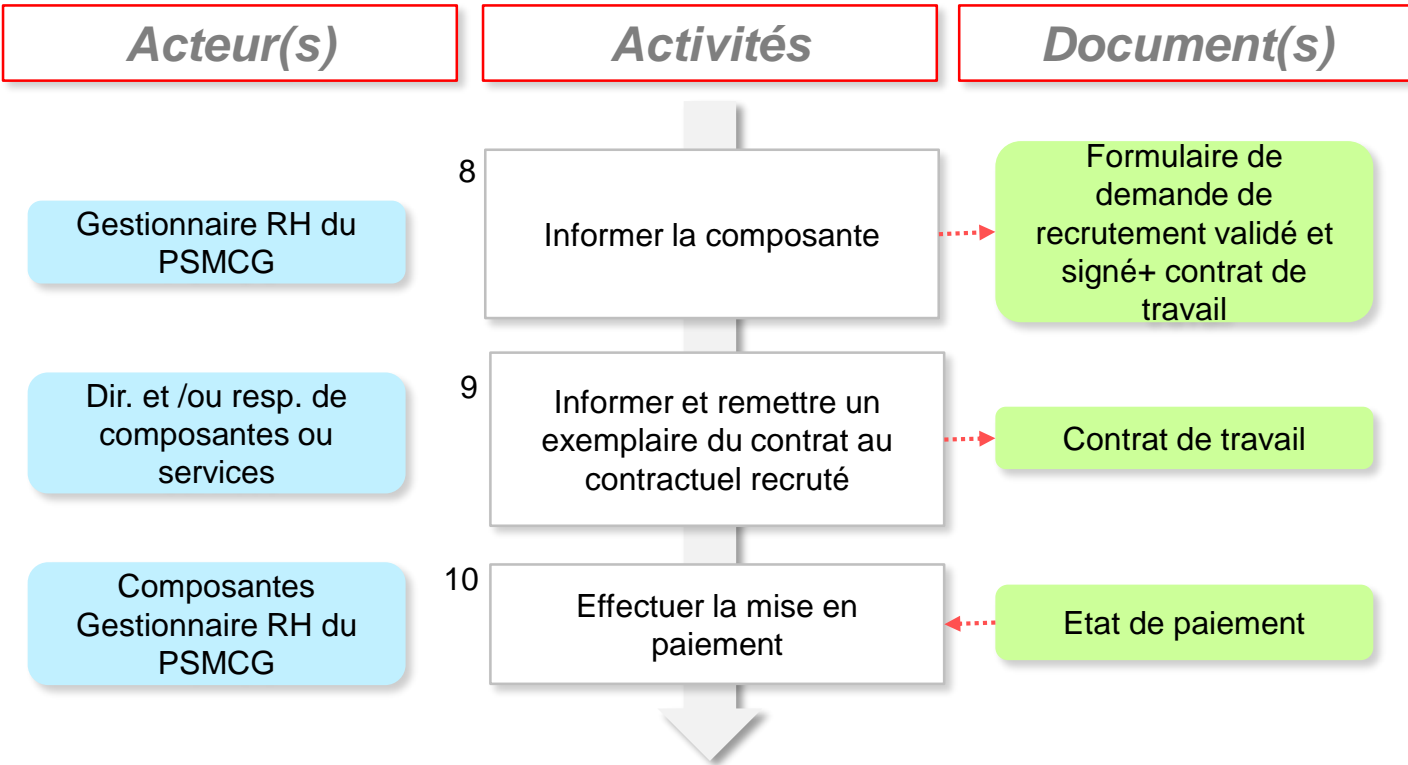 Acteur(s)
Activités
Document(s)
8
Gestionnaire RH du
PSMCG
Informer la composante
Formulaire de
demande de
recrutement validé et
signé+ contrat de
travail
9
Dir. et /ou resp. de
composantes ou
services
Informer et remettre un
exemplaire du contrat au
contractuel recruté
Contrat de travail
10
Composantes
Gestionnaire RH du
PSMCG
Effectuer la mise en
paiement
Etat de paiement